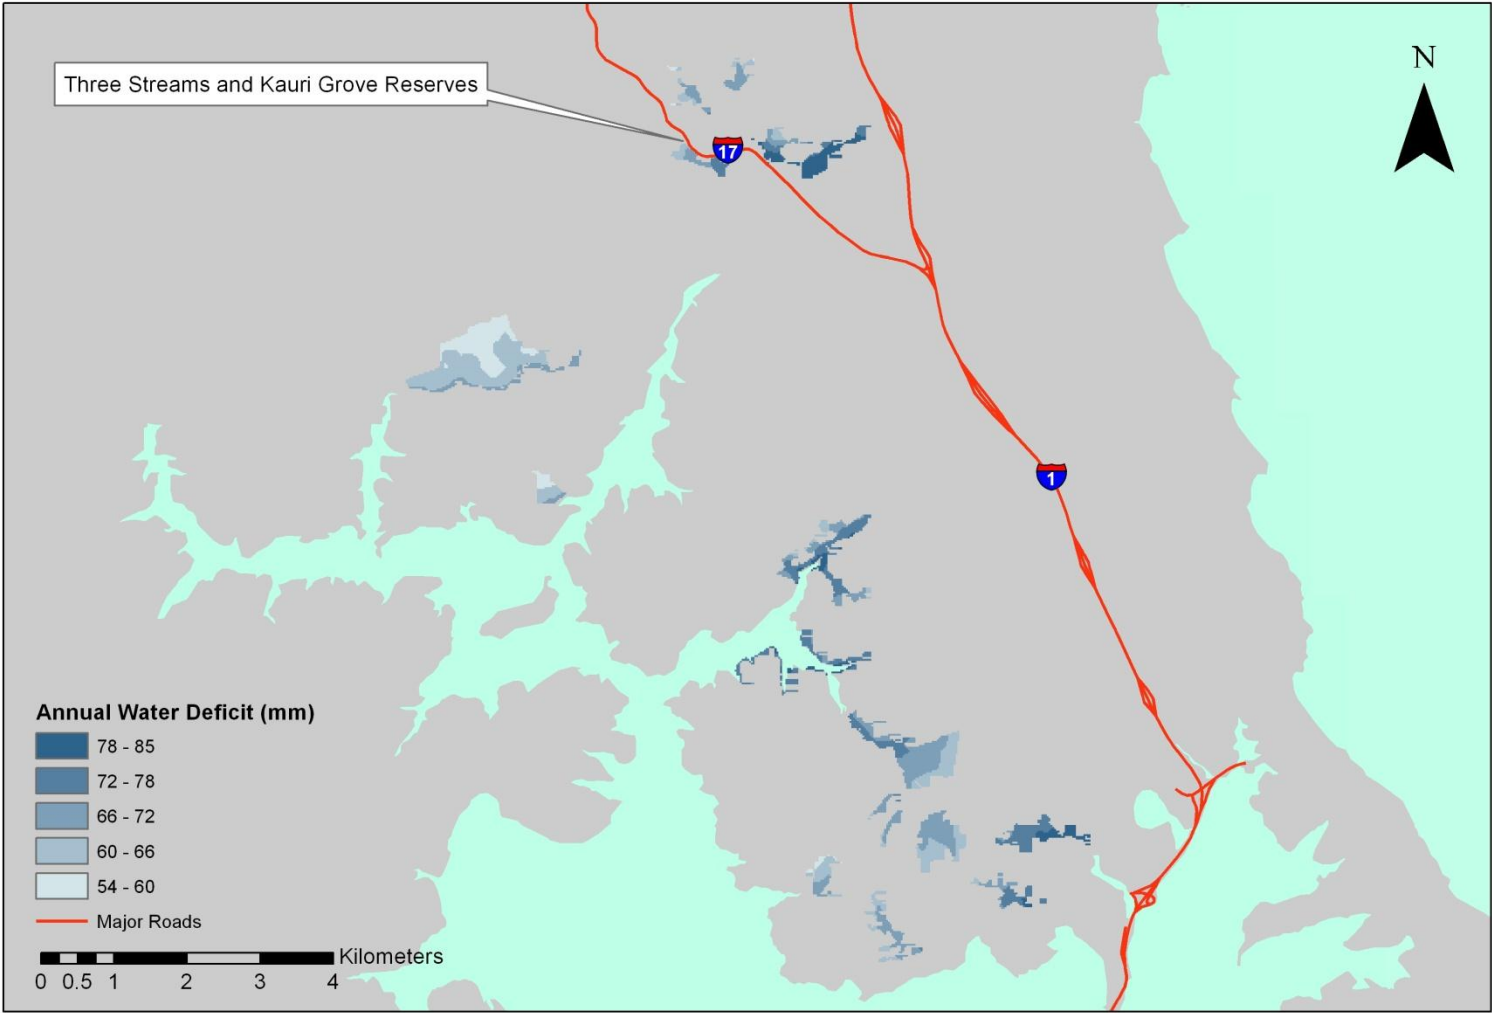 N
Three Streams and Kauri Grove Reserves
17
1
Annual Water Deficit (mm)
78 - 85
72 - 78
66 - 72
60 - 66
54 - 60
Major Roads
Kilometers
0 0.5 1 2 3 4